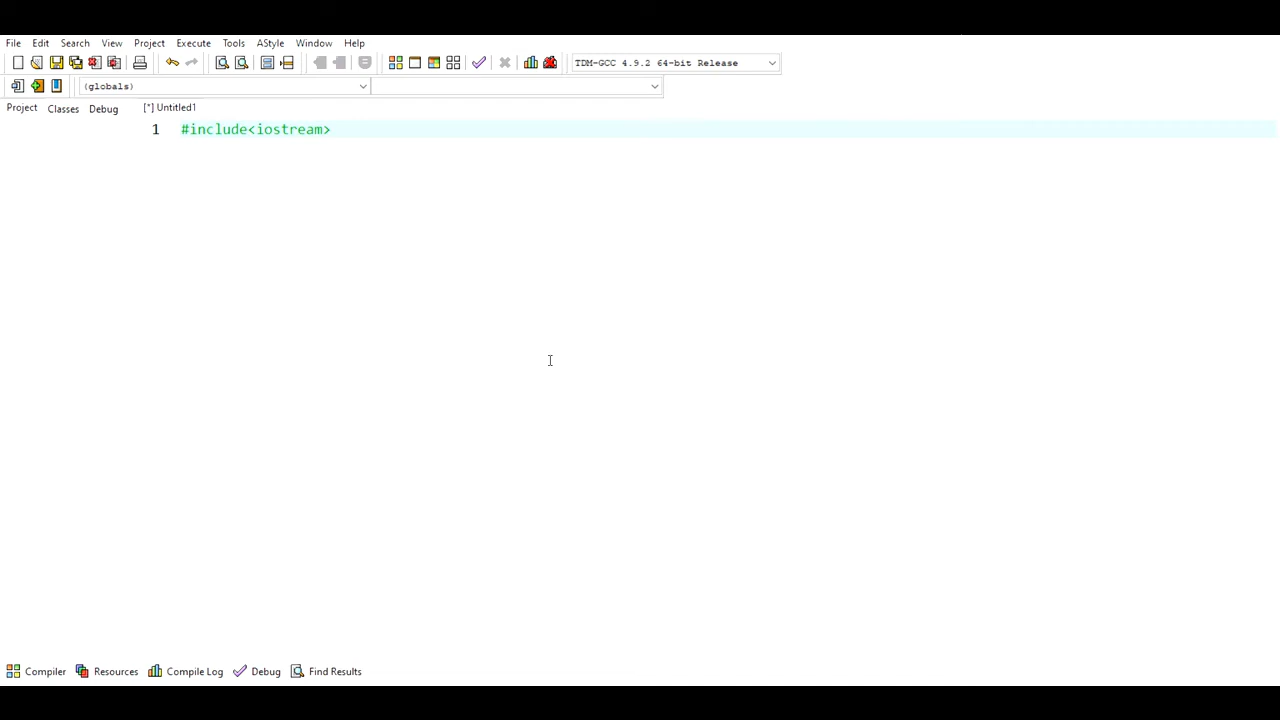 File Edit Search View Project Execute Tools AStyle Window Help
TDM-GCC 4.9.2 64-bit Release
(globals)
Project Classes Debug [*] Untitled1
1 #include<iostream>
Compiler Resources Compile Log Debug Find Results